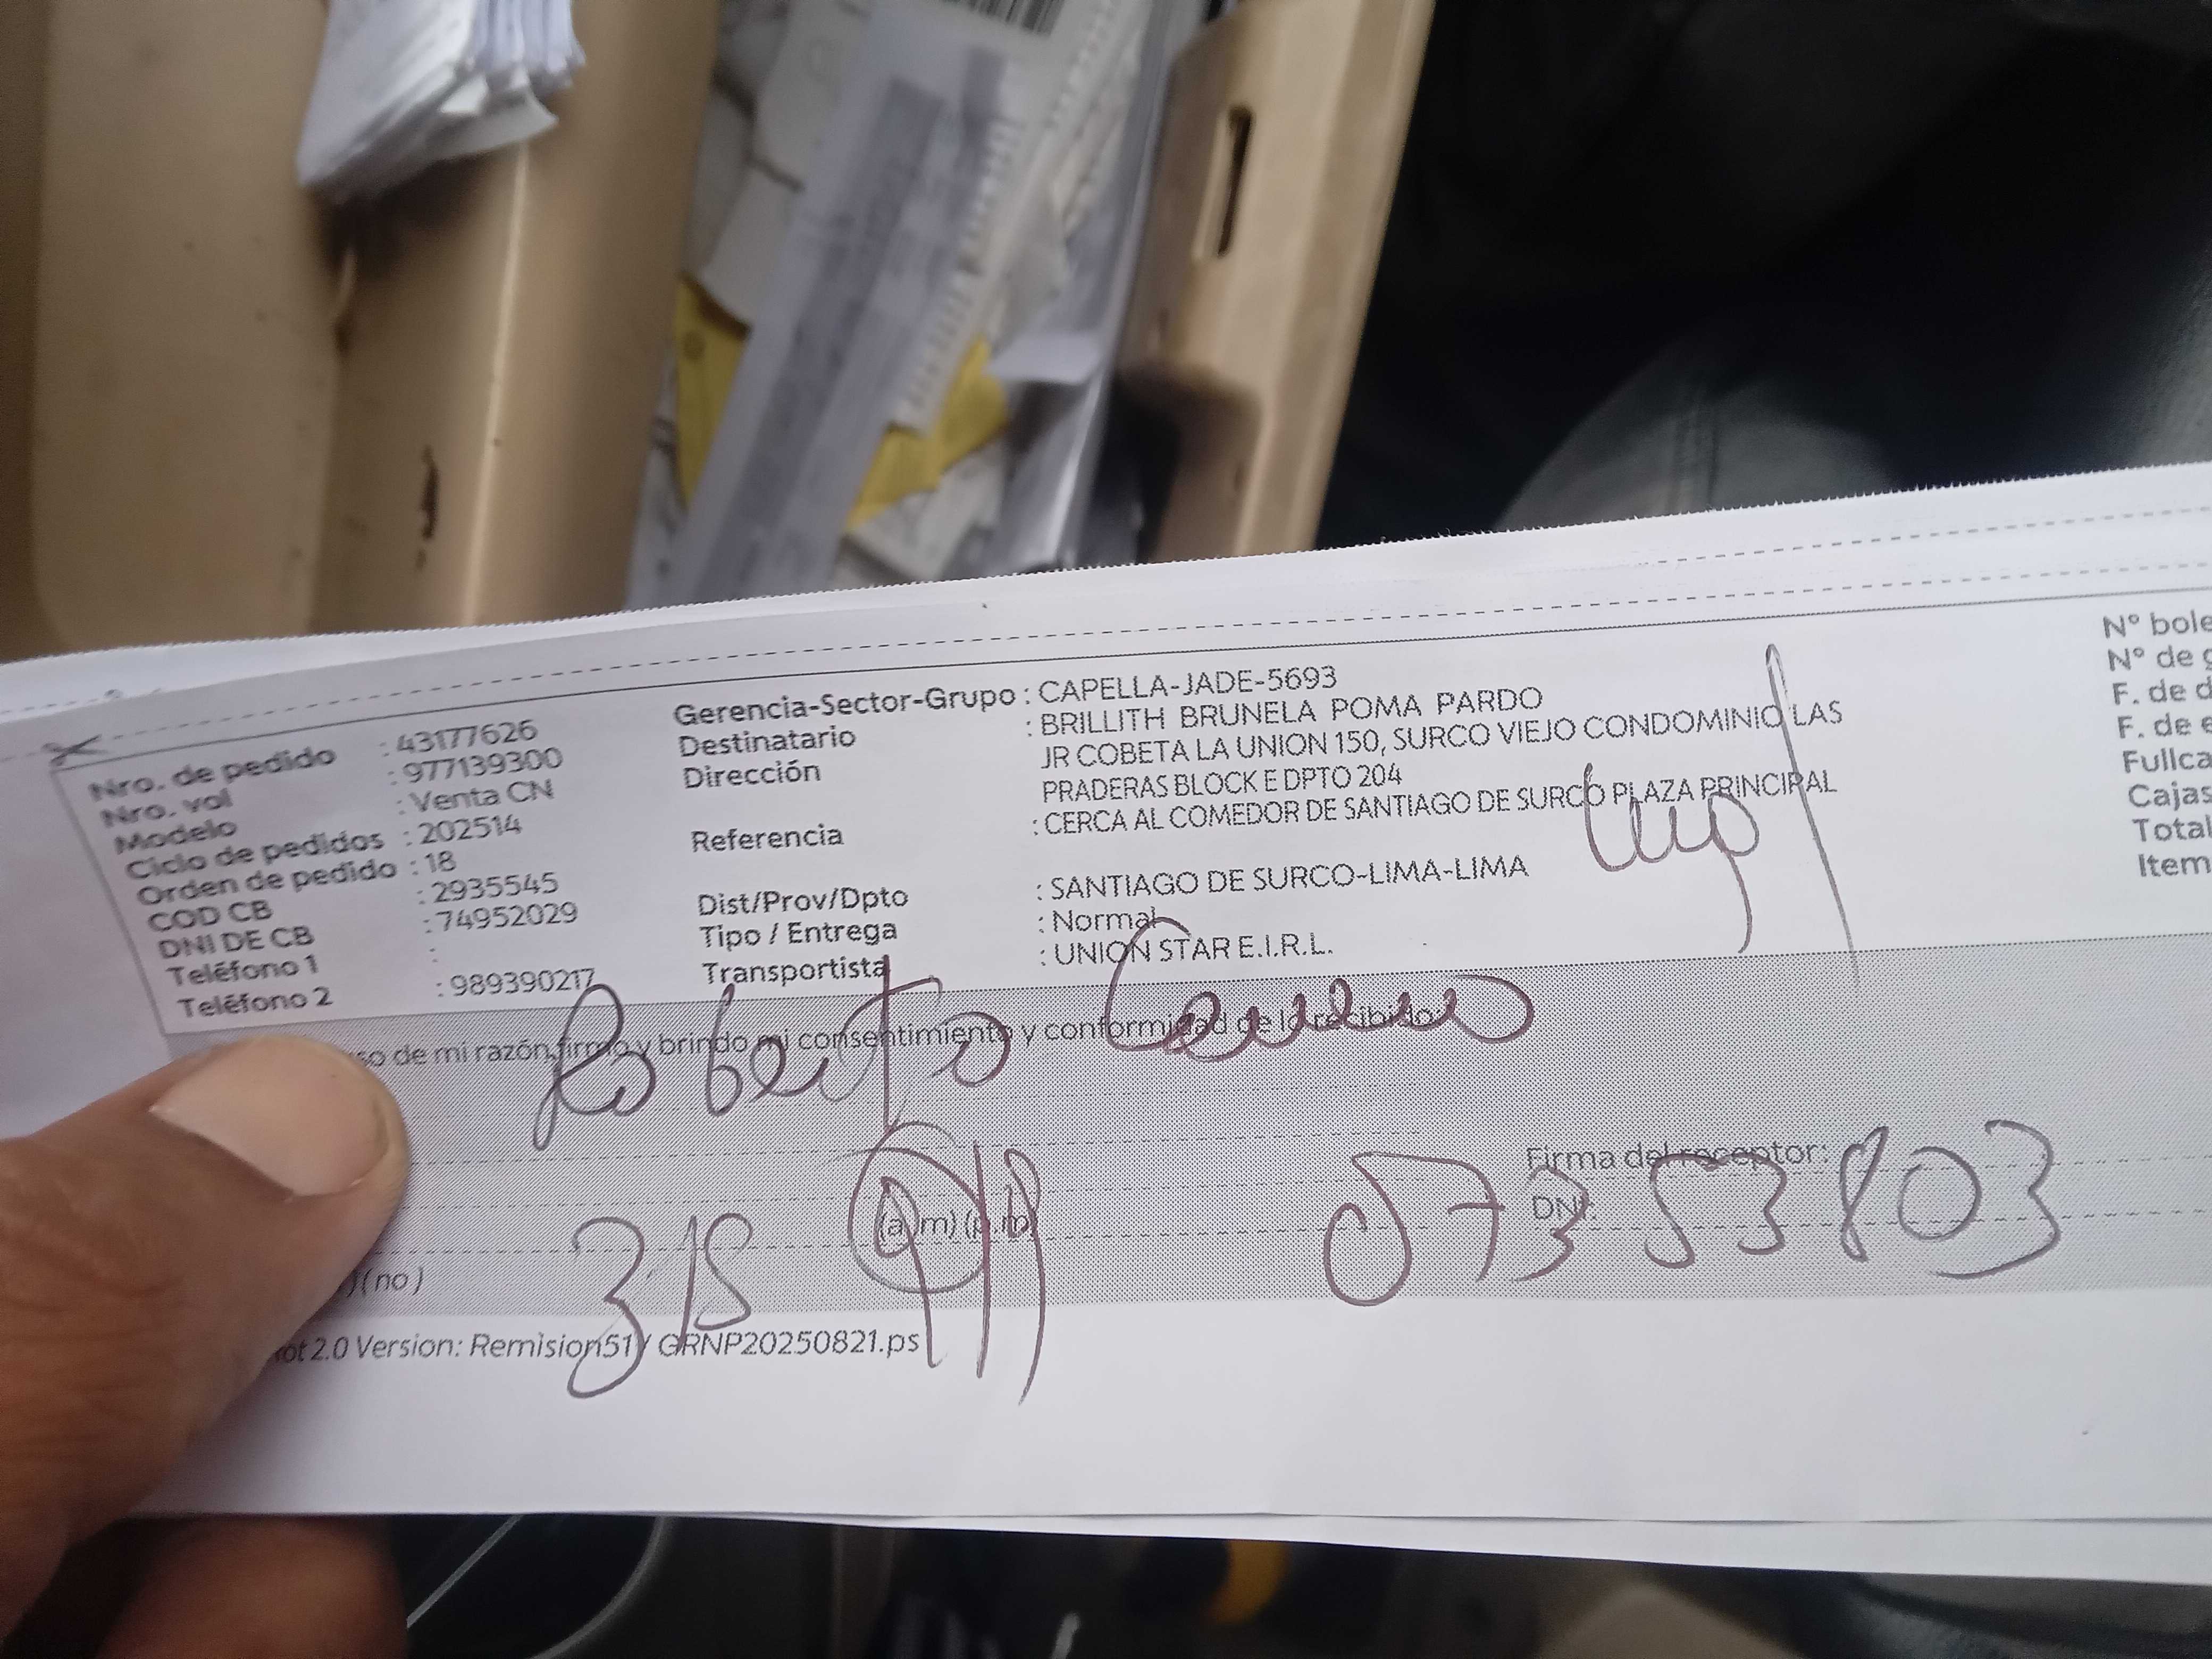 Nro. de pedido : 43177626
Nro. vol : 977139300
Modelo : Venta CN
Ciclo de pedidos : 202514
Orden de pedido : 18
COD CB : 2935545
DNI DE CB : 74952029
Teléfono 1 :
Teléfono 2 : 989390217
Gerencia-Sector-Grupo : CAPELLA-JADE-5693
Destinatario : BRILLITH BRUNELA POMA PARDO
Dirección JR COBETA LA UNION 150, SURCO VIEJO CONDOMINIO LAS
PRADERAS BLOCK E DPTO 204
Referencia : CERCA AL COMEDOR DE SANTIAGO DE SURCO PLAZA PRINCIPAL
Dist/Prov/Dpto : SANTIAGO DE SURCO-LIMA-LIMA
Tipo / Entrega : Normal
Transportista : UNION STAR E.I.R.L.
N° bole
N° de g
F. de d
F. de e
Fullca
Cajas
Total
Item
so de mi razón,firmo y brindo mi consentimiento y conformidad de lo recibido:
Roberto
Firma del receptor:
(a.m) (p.m)
DNI:
07353803
315
)(no)
ot 2.0 Version: Remision51/ GRNP20250821.ps